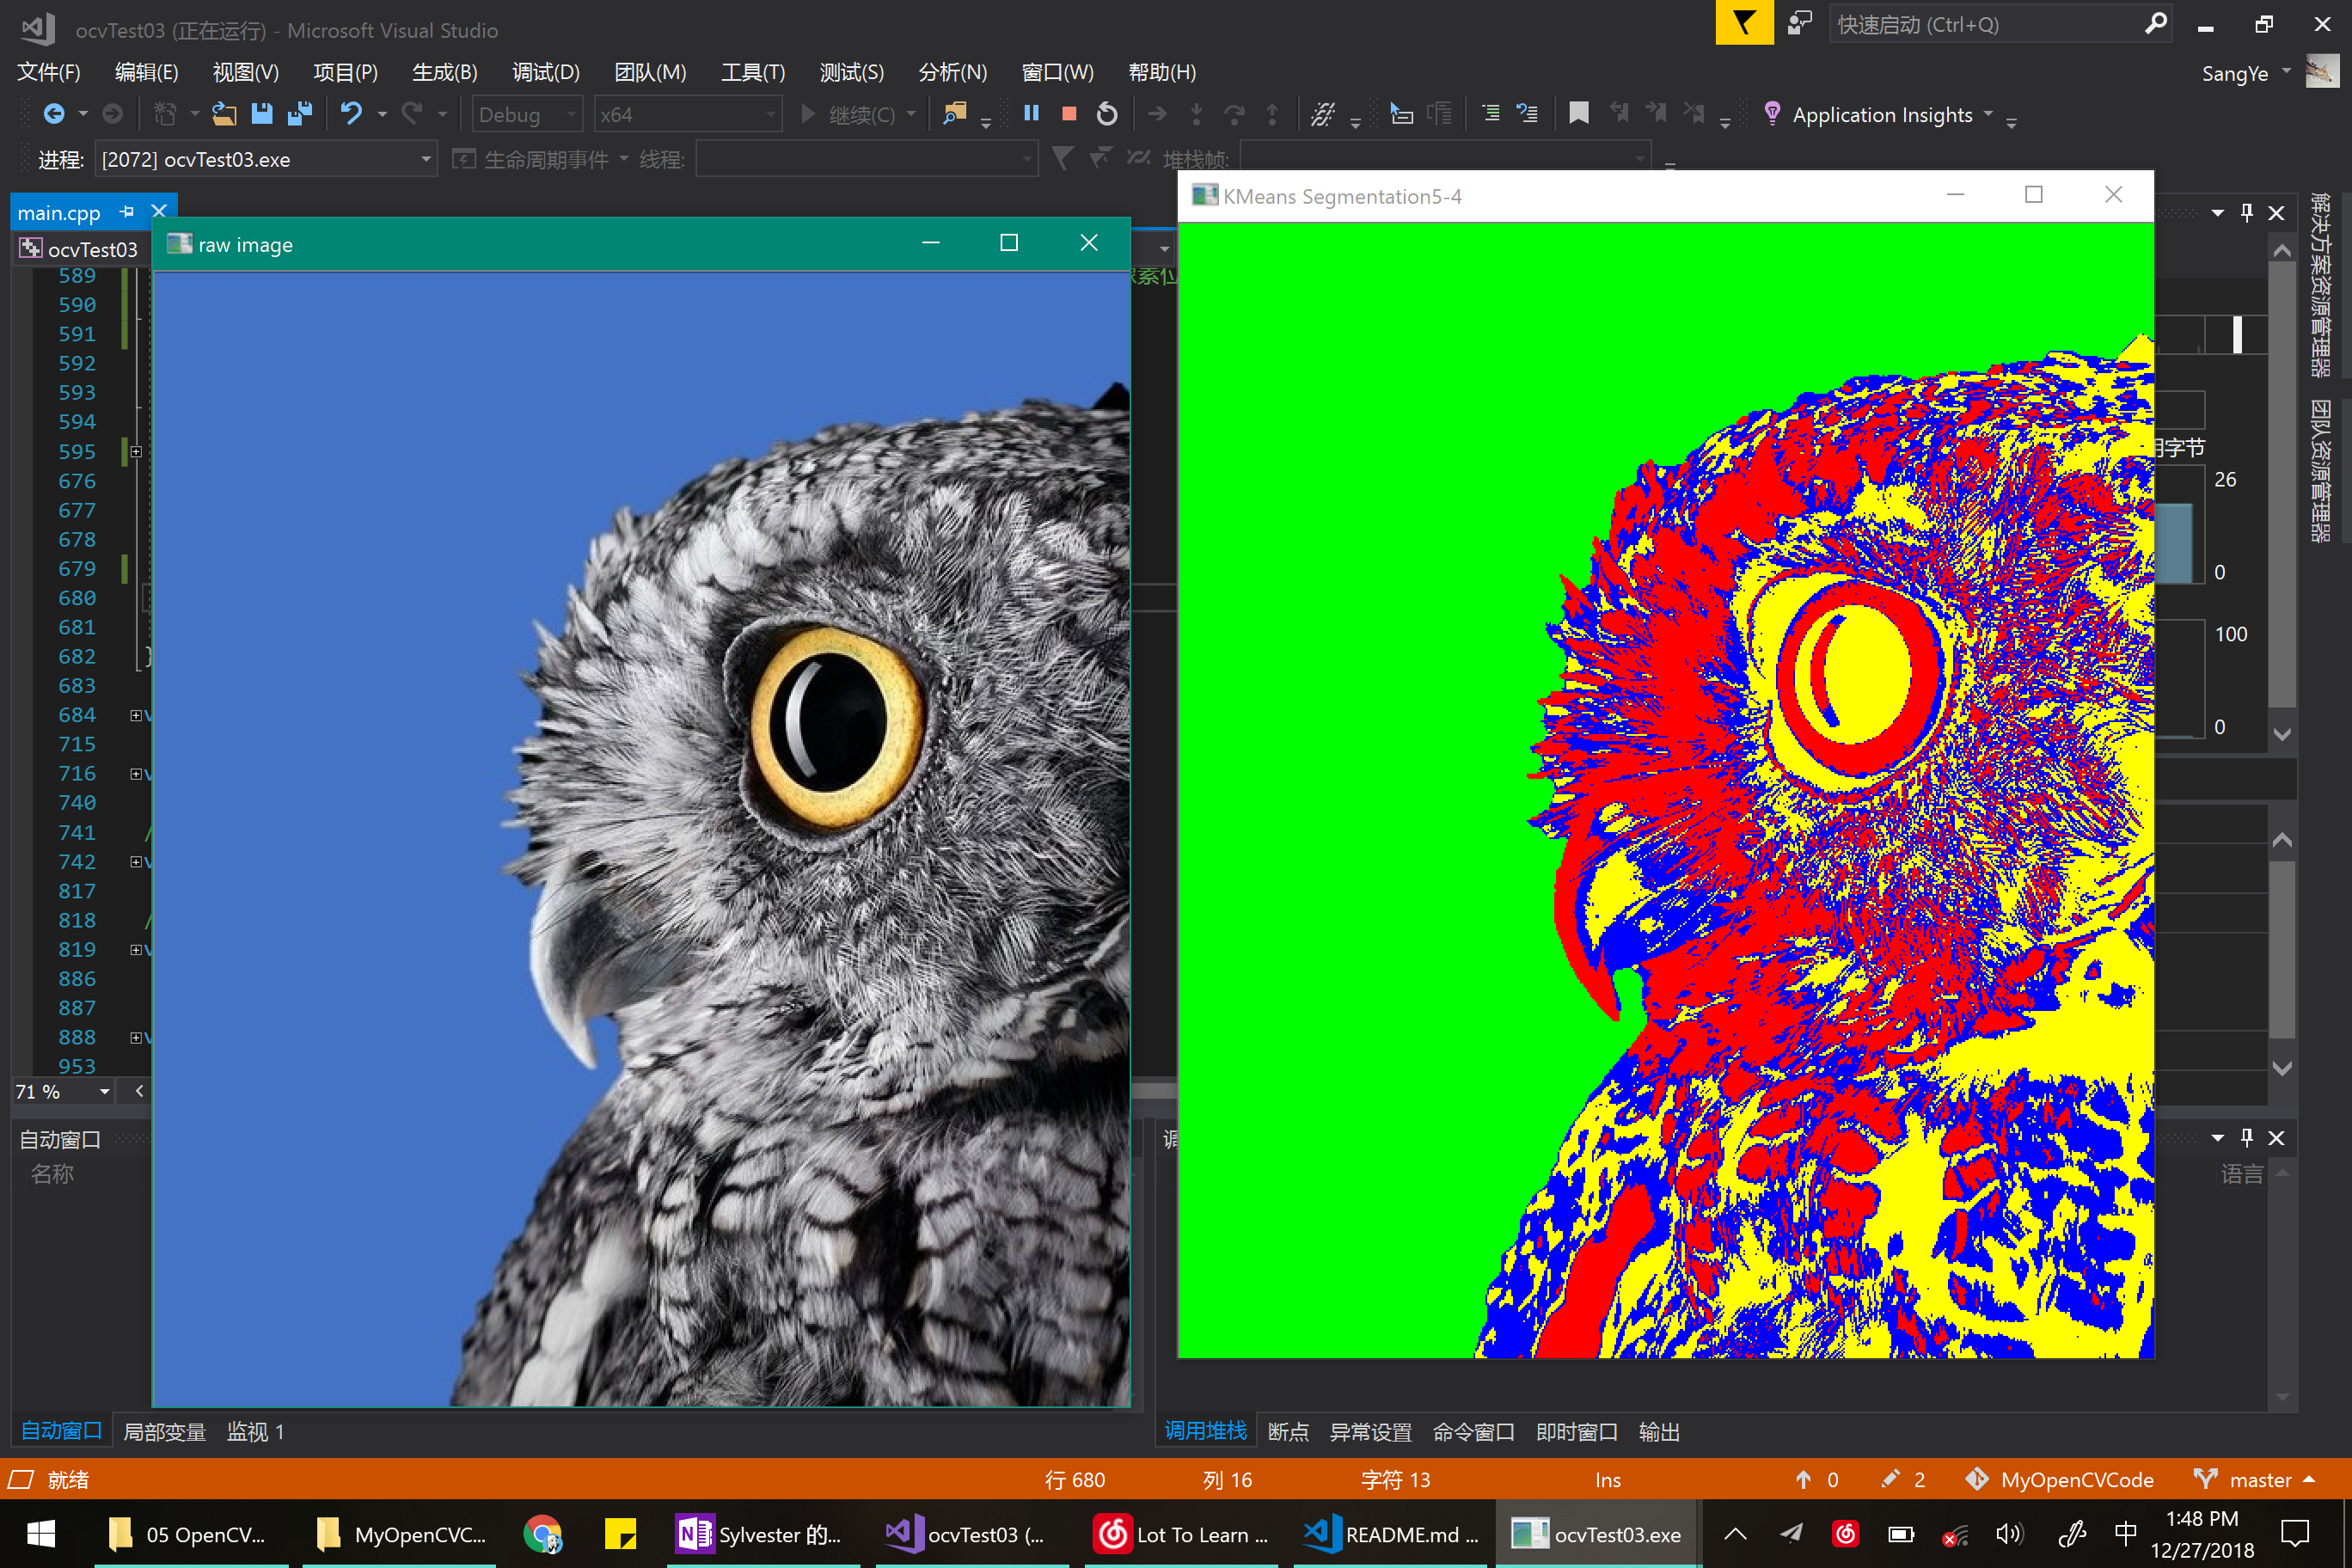 ocvTest03 (正在运行) - Microsoft Visual Studio
快速启动 (Ctrl+Q)
文件(F) 编辑(E) 视图(V) 项目(P) 生成(B) 调试(D) 团队(M) 工具(T) 测试(S) 分析(N) 窗口(W) 帮助(H)
SangYe
Debug x64 继续(C) Application Insights
进程: [2072] ocvTest03.exe 生命周期事件 线程: 堆栈帧:
main.cpp
ocvTest03
raw image
KMeans Segmentation5-4
589
590
591
592
593
594
595
676
677
678
679
680
681
682
683
684
715
716
740
741
742
817
818
819
886
887
888
953
71 %
用字节
26
0
100
0
解决方案资源管理器
团队资源管理器
自动窗口
名称
语言
自动窗口 局部变量 监视 1
调用堆栈 断点 异常设置 命令窗口 即时窗口 输出
就绪 行 680 列 16 字符 13 Ins 0 2 MyOpenCVCode master
05 OpenCV... MyOpenCVC... Sylvester 的... ocvTest03 (... Lot To Learn ... README.md ... ocvTest03.exe 中
1:48 PM
12/27/2018